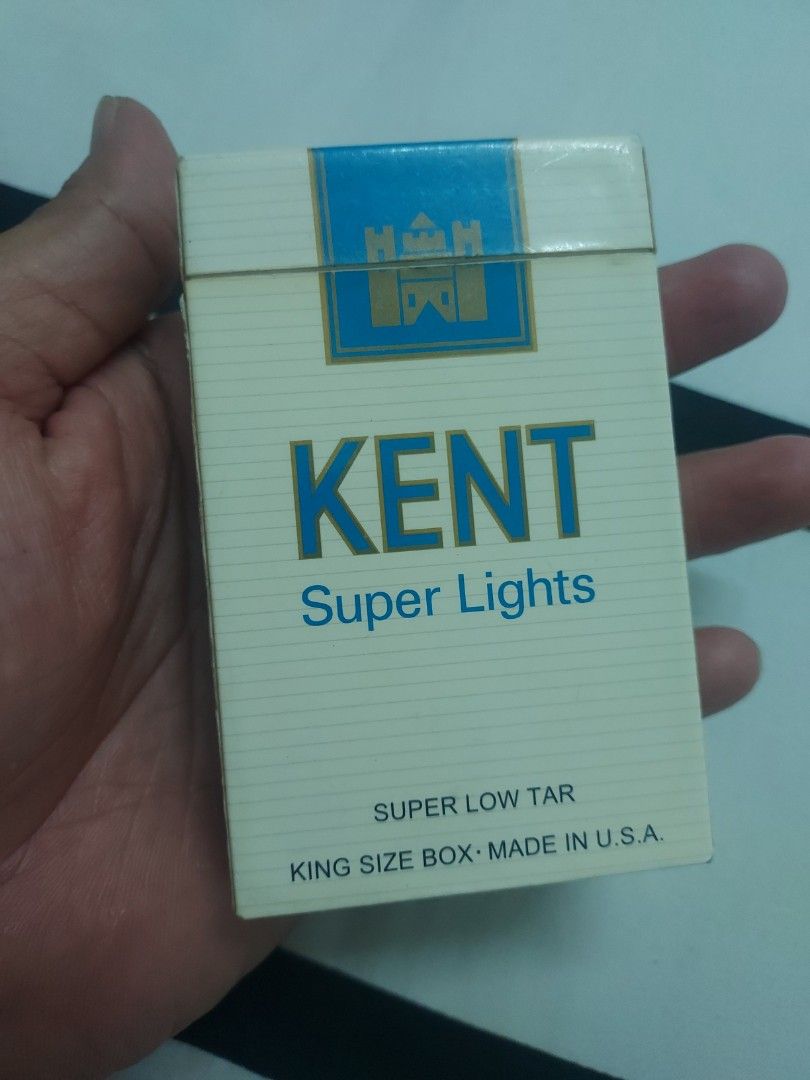 KENT
Super Lights
SUPER LOW TAR
KING SIZE BOX· MADE IN U.S.A.